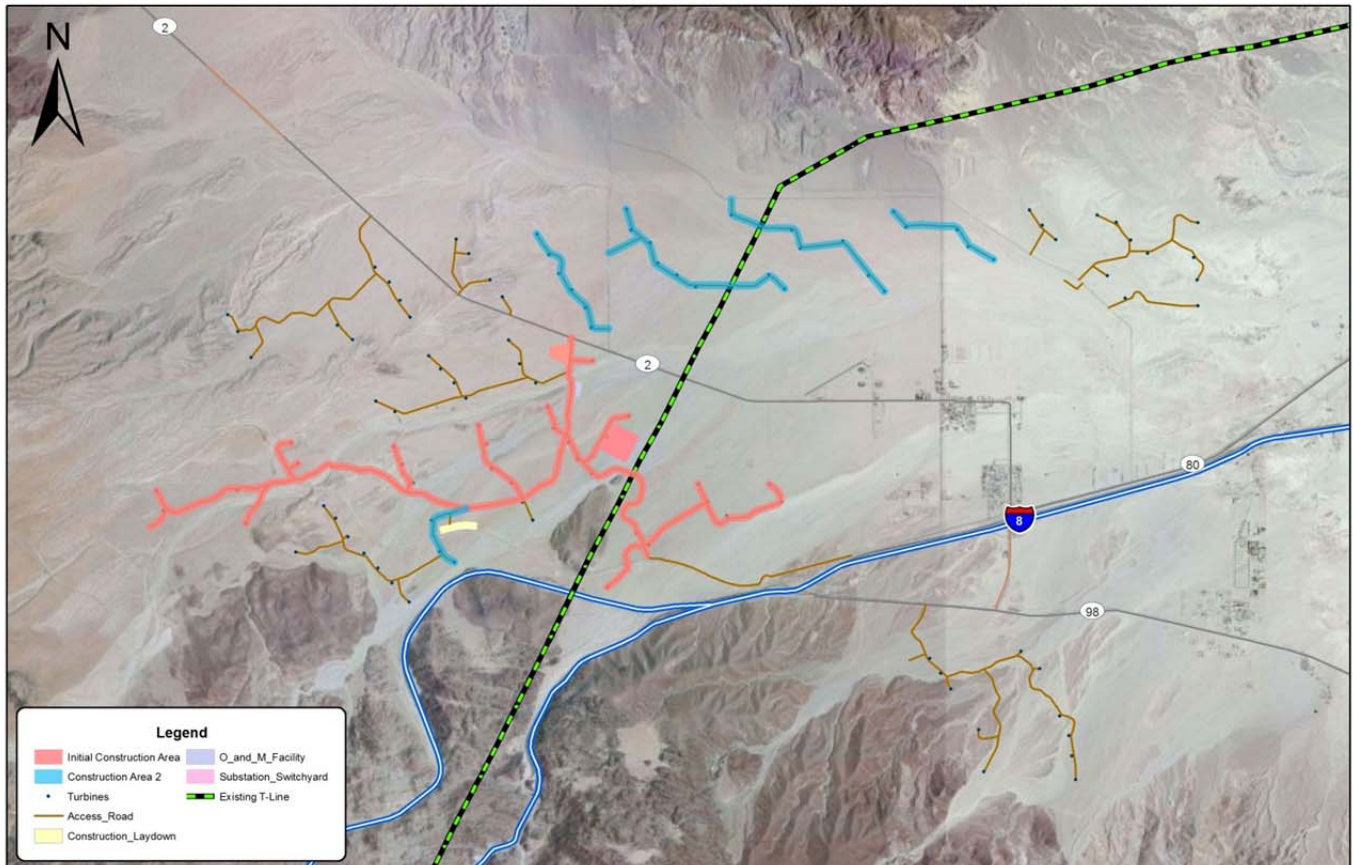 N
2
2
80
8
98
Legend
Initial Construction Area
Construction Area 2
Turbines
Access_Road
Construction_Laydown
O_and_M_Facility
Substation_Switchyard
Existing T-Line